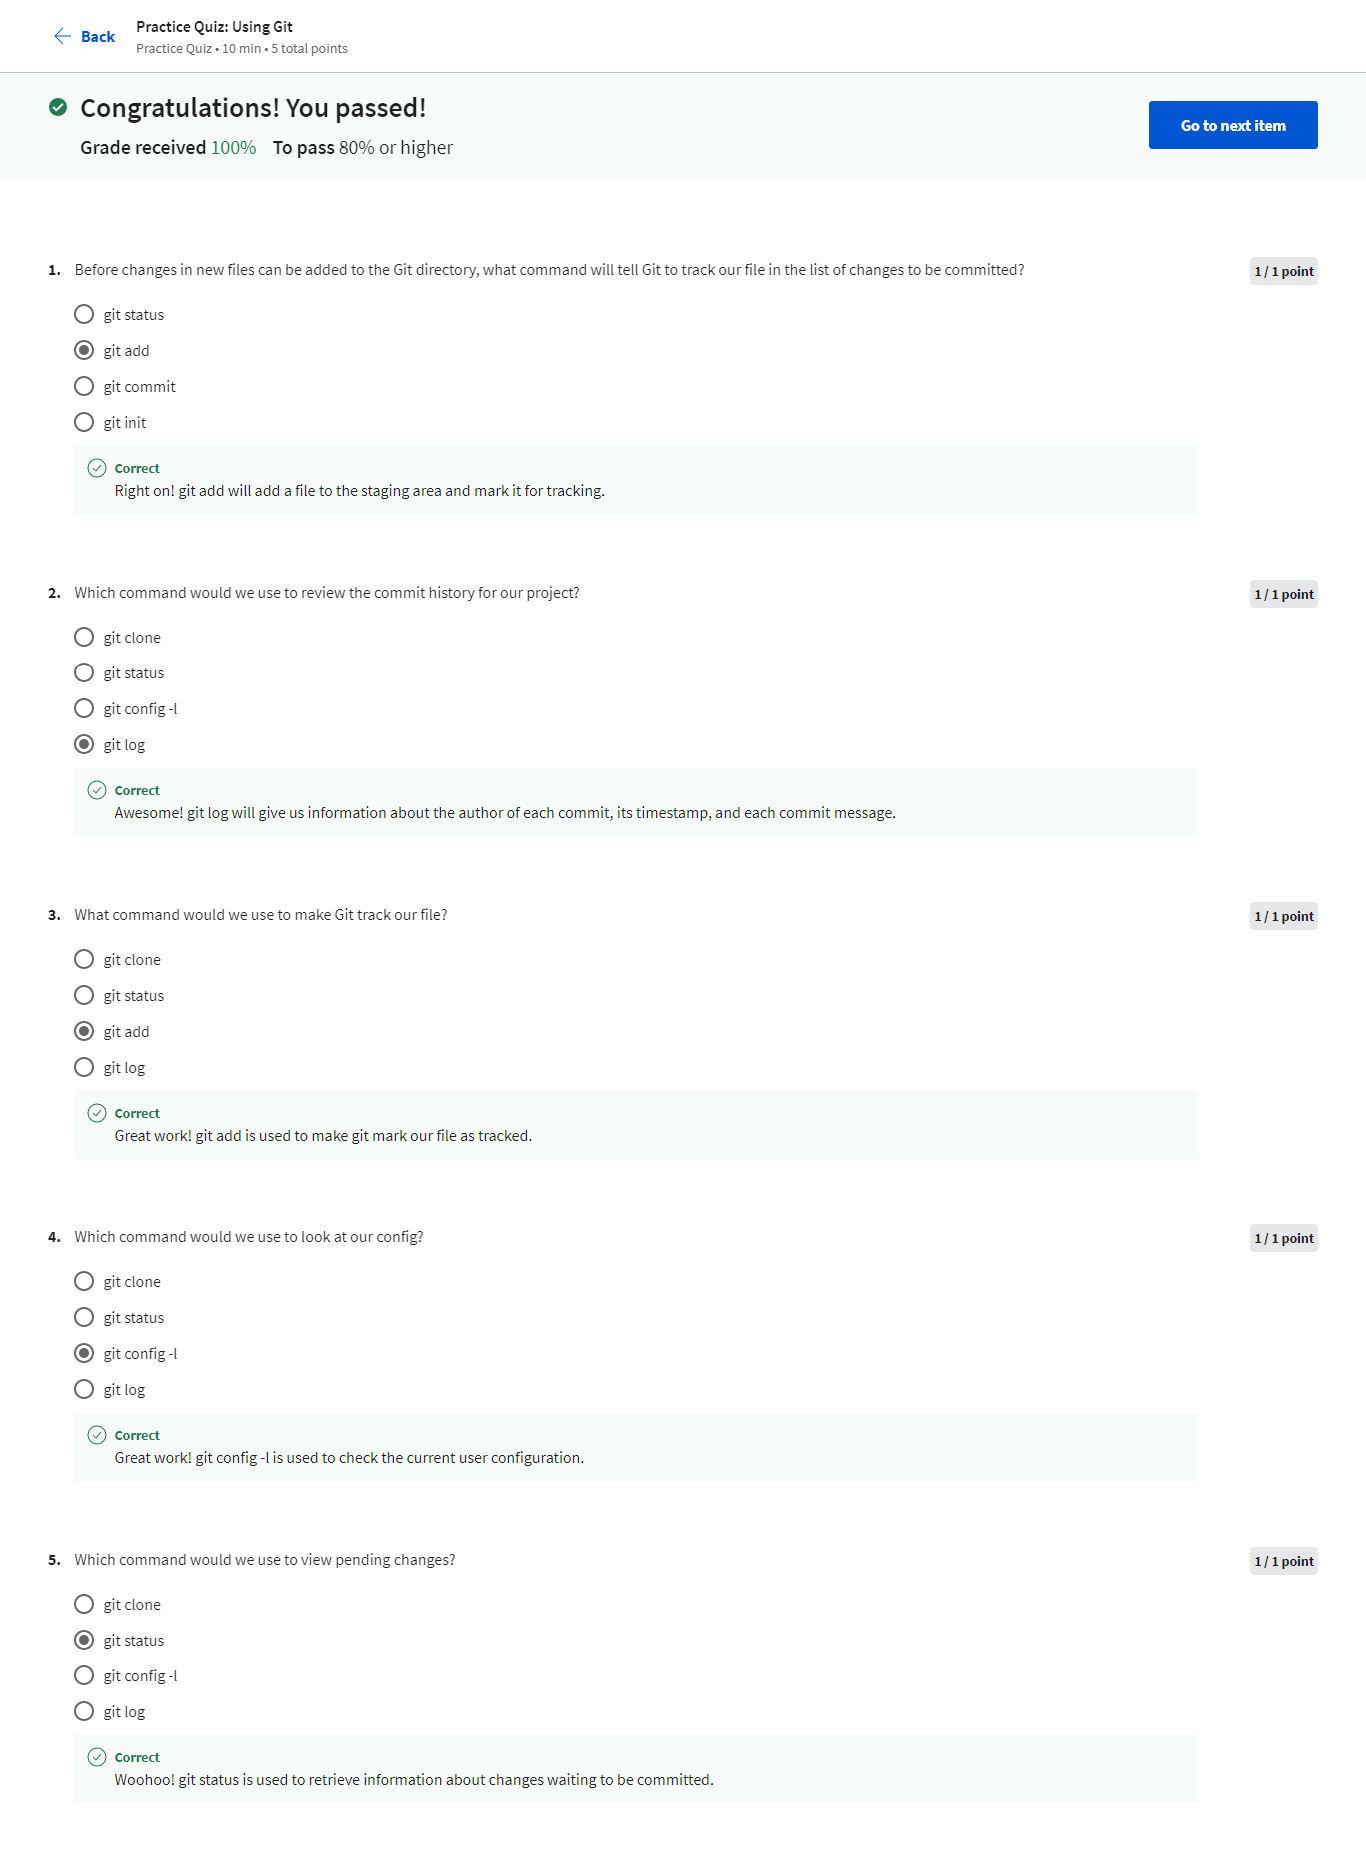 Back
Practice Quiz: Using Git
Practice Quiz • 10 min • 5 total points
Congratulations! You passed!
Grade received 100% To pass 80% or higher
Go to next item
1. Before changes in new files can be added to the Git directory, what command will tell Git to track our file in the list of changes to be committed?
1 / 1 point
git status
git add
git commit
git init
Correct
Right on! git add will add a file to the staging area and mark it for tracking.
2. Which command would we use to review the commit history for our project?
1 / 1 point
git clone
git status
git config -l
git log
Correct
Awesome! git log will give us information about the author of each commit, its timestamp, and each commit message.
3. What command would we use to make Git track our file?
1 / 1 point
git clone
git status
git add
git log
Correct
Great work! git add is used to make git mark our file as tracked.
4. Which command would we use to look at our config?
1 / 1 point
git clone
git status
git config -l
git log
Correct
Great work! git config -l is used to check the current user configuration.
5. Which command would we use to view pending changes?
1 / 1 point
git clone
git status
git config -l
git log
Correct
Woohoo! git status is used to retrieve information about changes waiting to be committed.